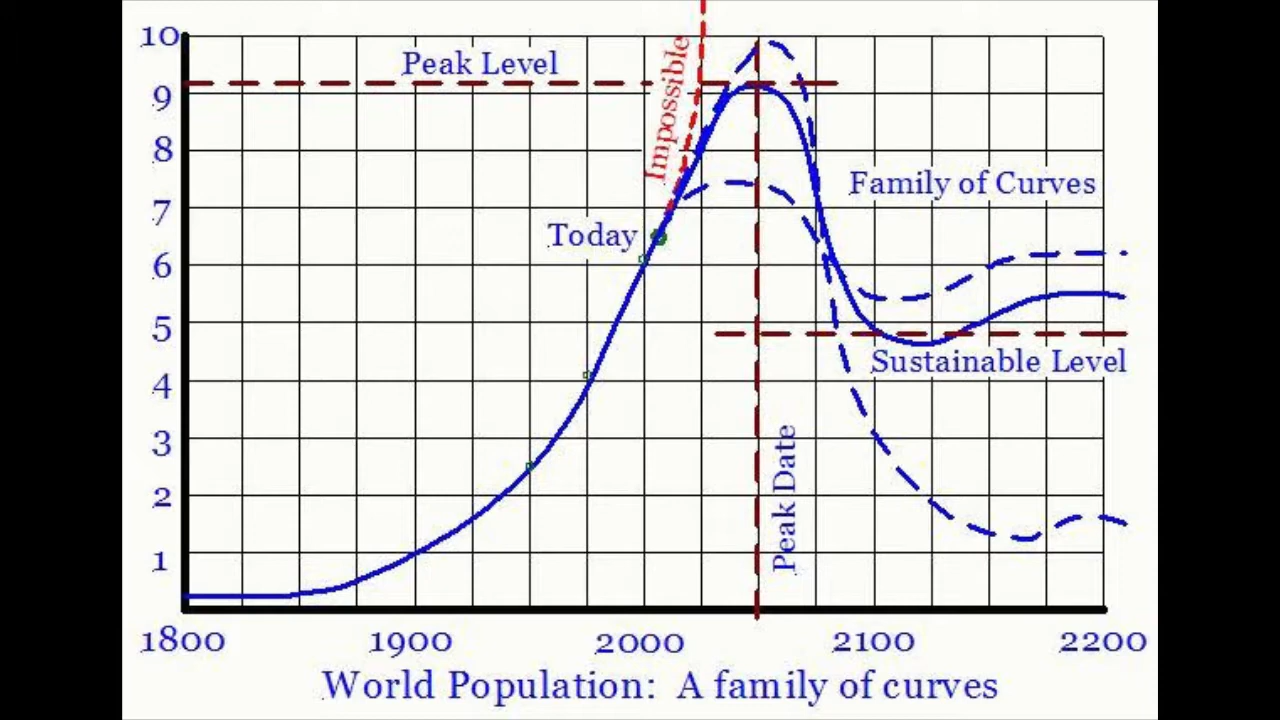 10
Peak Level
Impossible
9
8
Family of Curves
7
Today
6
5
Sustainable Level
4
3
Peak Date
2
1
1800 1900 2000 2100 2200
World Population: A family of curves